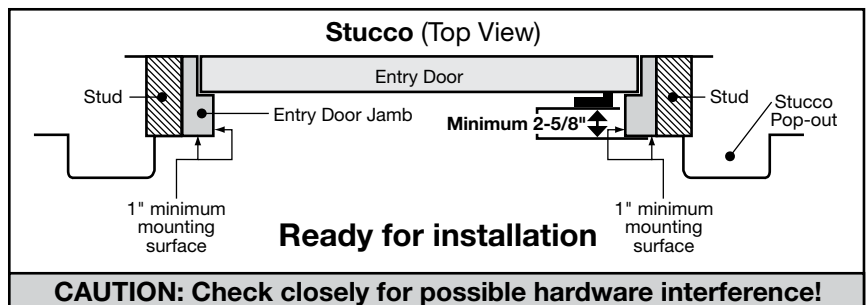 Stucco (Top View)
Entry Door
Stud
Entry Door Jamb
Minimum 2-5/8"
Stud
Stucco
Pop-out
1" minimum
mounting
surface
Ready for installation
1" minimum
mounting
surface
CAUTION: Check closely for possible hardware interference!